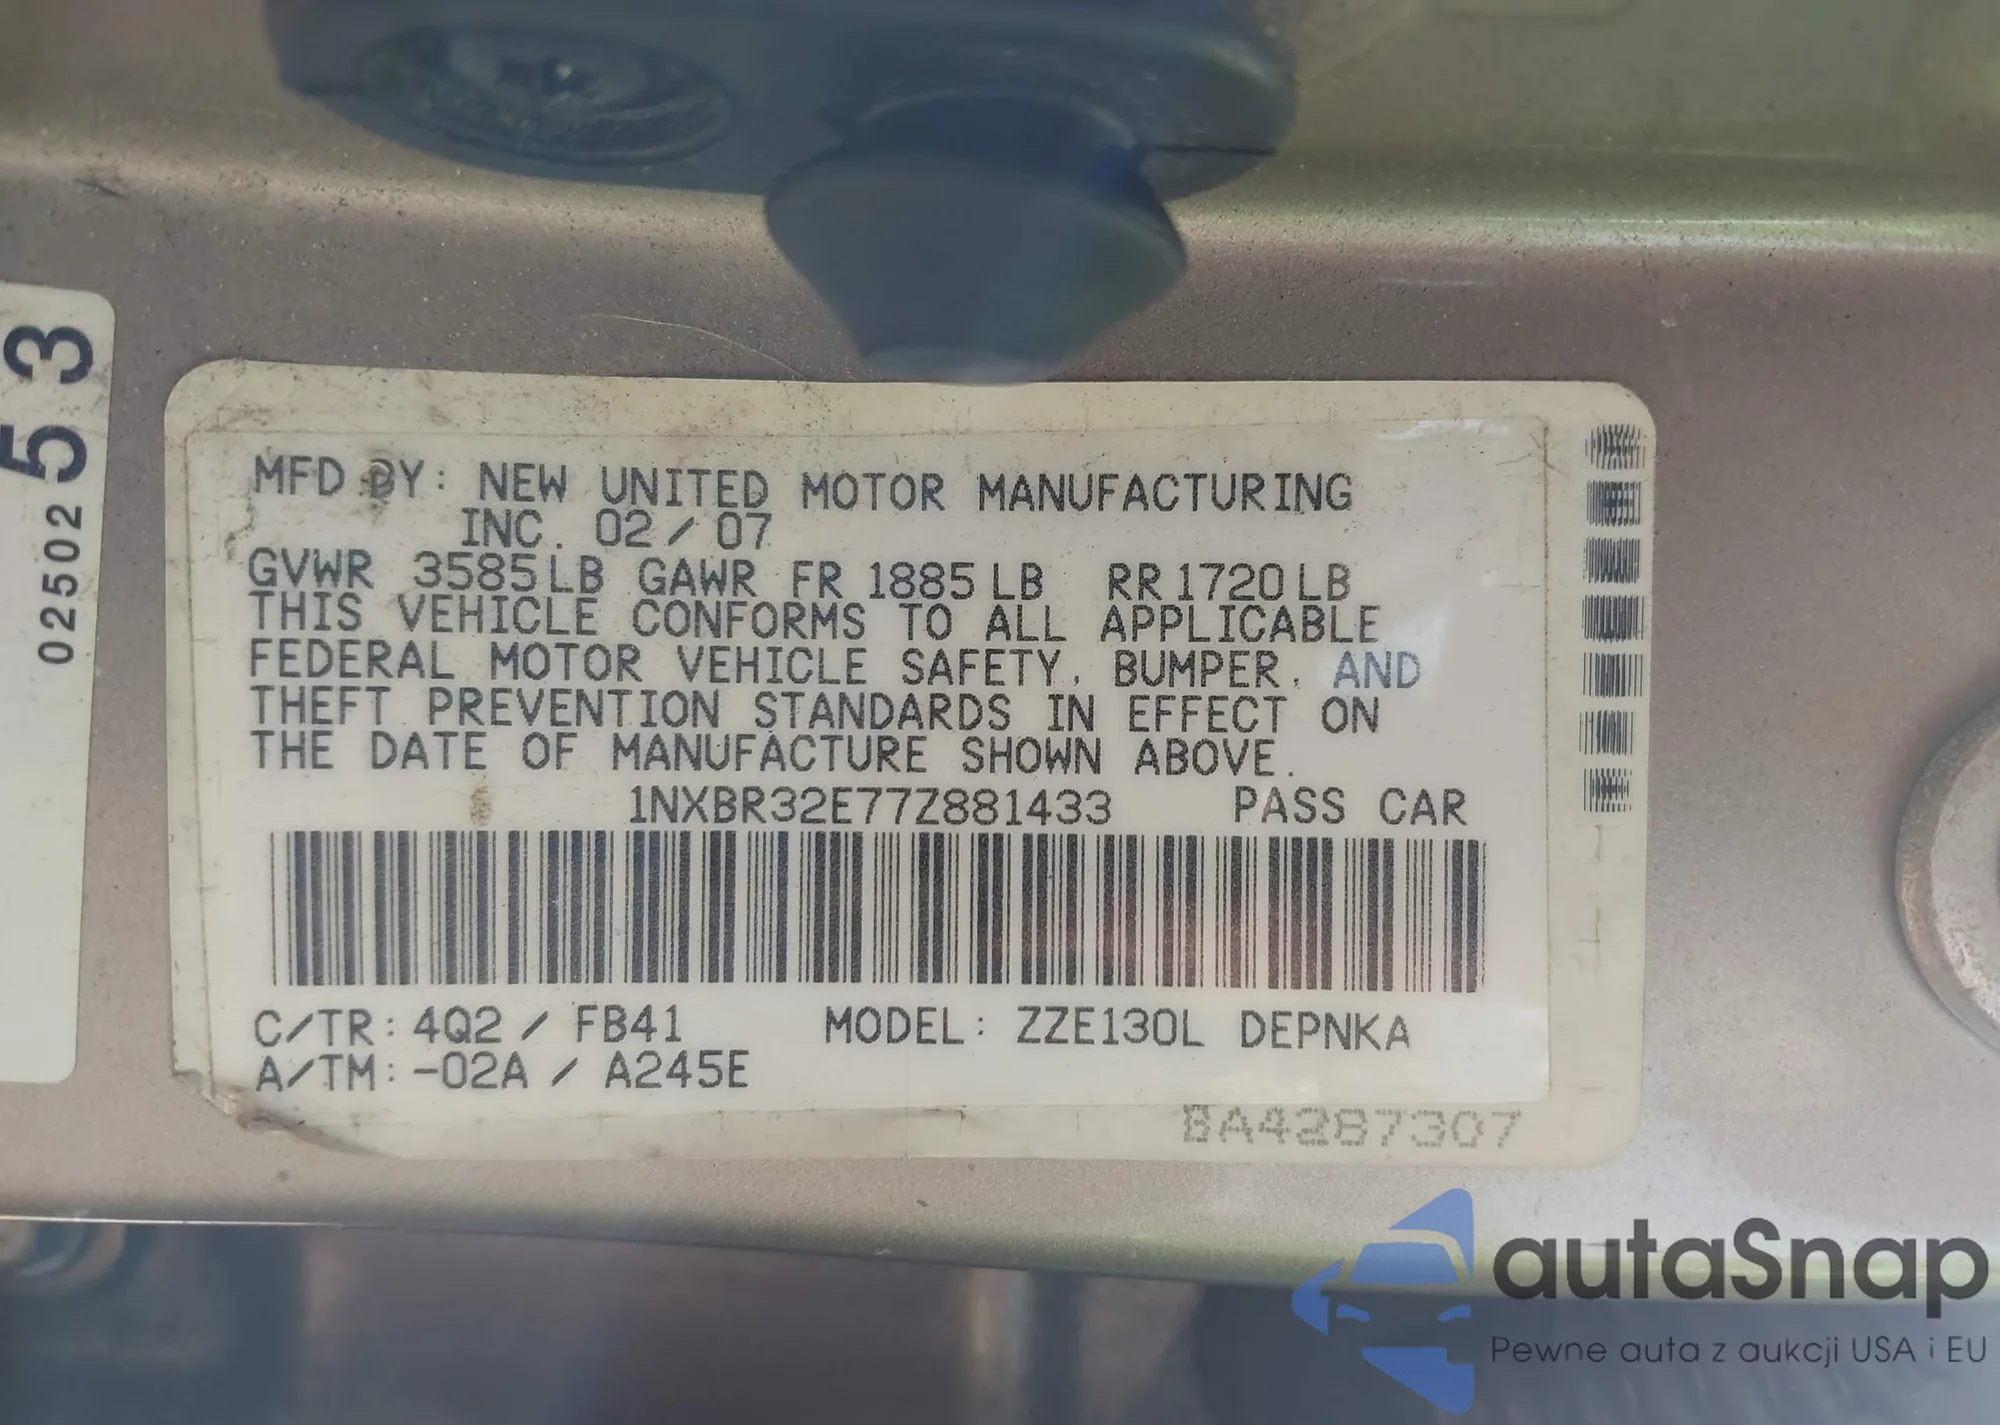 53
02502
MFD BY: NEW UNITED MOTOR MANUFACTURING
INC. 02/07
GVWR 3585LB GAWR FR 1885LB RR1720LB
THIS VEHICLE CONFORMS TO ALL APPLICABLE
FEDERAL MOTOR VEHICLE SAFETY, BUMPER, AND
THEFT PREVENTION STANDARDS IN EFFECT ON
THE DATE OF MANUFACTURE SHOWN ABOVE.
1NXBR32E77Z881433 PASS CAR
C/TR: 4Q2 / FB41 MODEL: ZZE130L DEPNKA
A/TM: -02A / A245E
BA4287307
autaSnap
Pewne auta z aukcji USA i EU